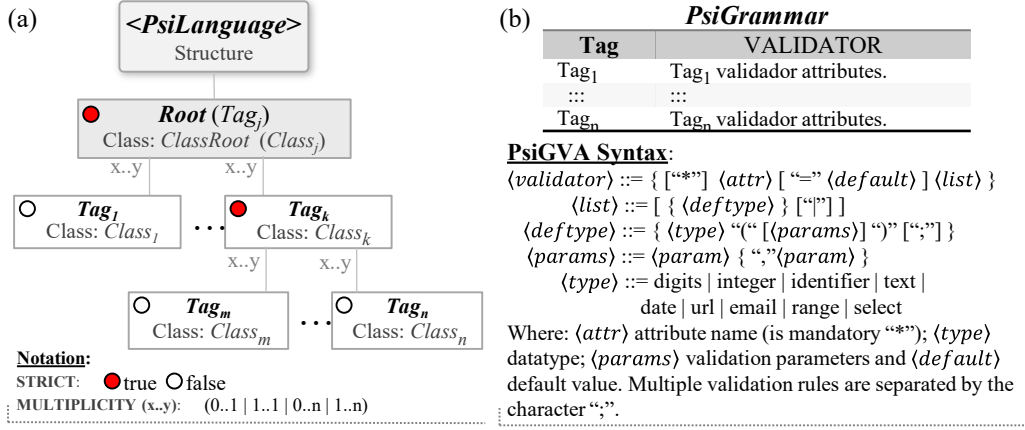 (a)
<PsiLanguage>
Structure
Root (Tagj)
Class: ClassRoot (Classj)
x..y x..y
Tag1
Class: Class1
...
Tagk
Class: Classk
x..y x..y
Tagm
Class: Classm
...
Tagn
Class: Classn
Notation:
STRICT: true false
MULTIPLICITY (x..y): (0..1 | 1..1 | 0..n | 1..n)
(b)
PsiGrammar
Tag VALIDATOR
Tag1 Tag1 validador attributes.
::: :::
Tagn Tagn validador attributes.
PsiGVA Syntax:
⟨validator⟩ ::= { [“*”] ⟨attr⟩ [ “=” ⟨default⟩ ] ⟨list⟩ }
⟨list⟩ ::= [ { ⟨deftype⟩ } [“|”] ]
⟨deftype⟩ ::= { ⟨type⟩ “(“ [⟨params⟩] “)” [“;”] }
⟨params⟩ ::= ⟨param⟩ { “,”⟨param⟩ }
⟨type⟩ ::= digits | integer | identifier | text |
date | url | email | range | select
Where: ⟨attr⟩ attribute name (is mandatory “*”); ⟨type⟩
datatype; ⟨params⟩ validation parameters and ⟨default⟩
default value. Multiple validation rules are separated by the
character “;”.